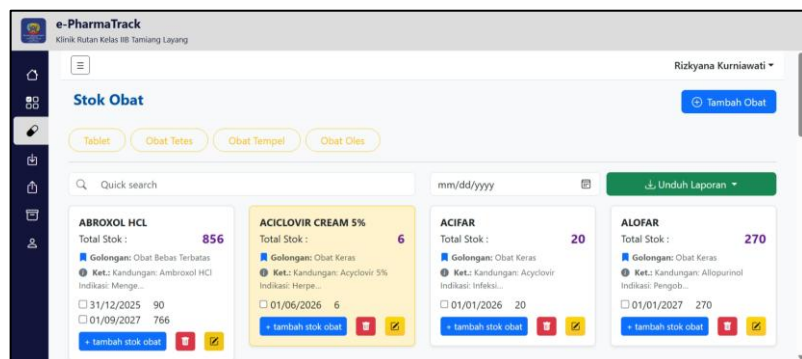 e-PharmaTrack
Klinik Rutan Kelas IIB Tamiang Layang
Rizkyana Kurniawati
Stok Obat
Tambah Obat
Tablet
Obat Tetes
Obat Tempel
Obat Oles
Quick search
mm/dd/yyyy
Unduh Laporan
ABROXOL HCL
Total Stok : 856
Golongan: Obat Bebas Terbatas
Ket.: Kandungan: Ambroxol HCl
Indikasi: Menge...
31/12/2025 90
01/09/2027 766
+ tambah stok obat
ACICLOVIR CREAM 5%
Total Stok : 6
Golongan: Obat Keras
Ket.: Kandungan: Acyclovir 5%
Indikasi: Herpe...
01/06/2026 6
+ tambah stok obat
ACIFAR
Total Stok : 20
Golongan: Obat Keras
Ket.: Kandungan: Acyclovir
Indikasi: Infeksi...
01/01/2026 20
+ tambah stok obat
ALOFAR
Total Stok : 270
Golongan: Obat Keras
Ket.: Kandungan: Allopurinol
Indikasi: Pengob...
01/01/2027 270
+ tambah stok obat